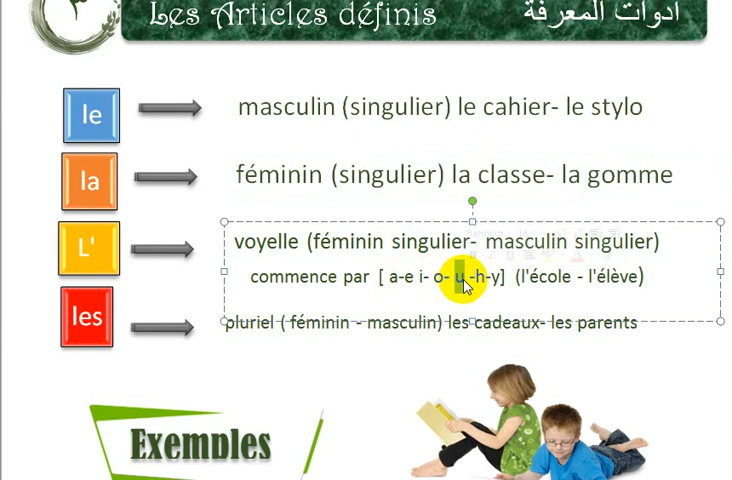 Les Articles définis أدوات المعرفة
le masculin (singulier) le cahier- le stylo
la féminin (singulier) la classe- la gomme
L' voyelle (féminin singulier- masculin singulier)
commence par [ a-e i- o- u -h-y] (l'école - l'élève)
les pluriel ( féminin - masculin) les cadeaux- les parents
Exemples